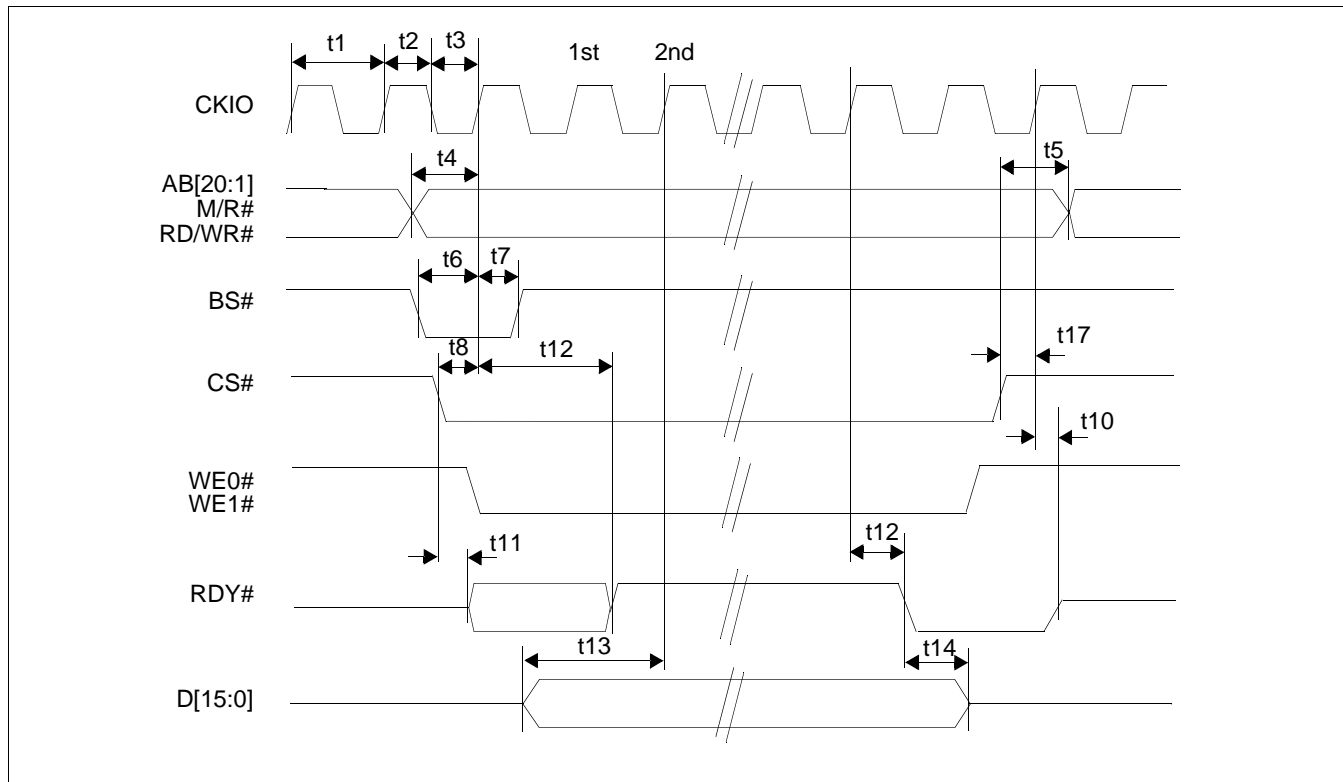 t1
t2
t3
1st
2nd
CKIO
t4
t5
AB[20:1]
M/R#
RD/WR#
t6
t7
BS#
t8
t12
t17
CS#
t10
WE0#
WE1#
t11
t12
RDY#
t13
t14
D[15:0]